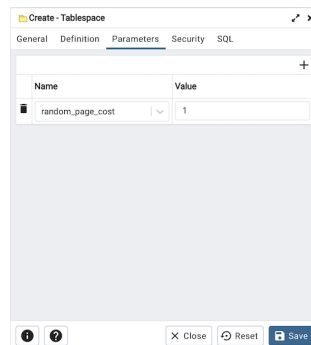 Create - Tablespace
General Definition Parameters Security SQL
Name Value
random_page_cost 1
Close Reset Save